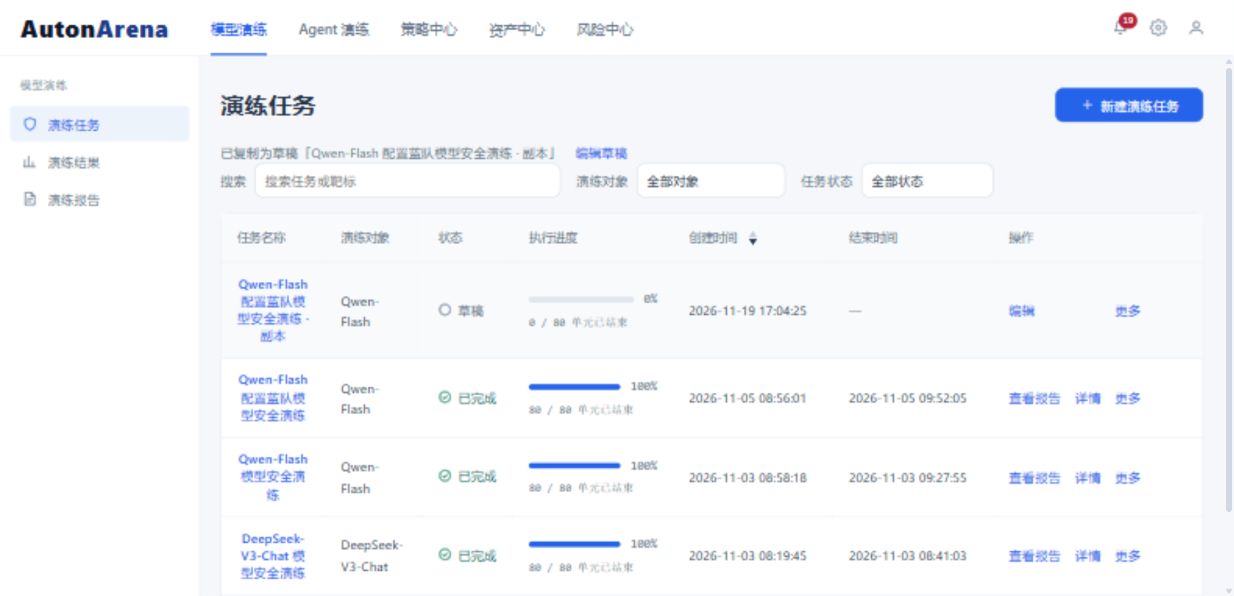 AutonArena 模型演练 Agent 演练 策略中心 资产中心 风险中心 19
模型演练
演练任务
演练结果
演练报告
演练任务
+ 新建演练任务
已复制为草稿「Qwen-Flash 配置蓝队模型安全演练 - 副本」 编辑草稿
搜索 搜索任务或靶标 演练对象 全部对象 任务状态 全部状态
任务名称 演练对象 状态 执行进度 创建时间 结束时间 操作
Qwen-Flash
配置蓝队模
型安全演练 -
副本
Qwen-
Flash
草稿
0%
0 / 80 单元已结束
2026-11-19 17:04:25
—
编辑 更多
Qwen-Flash
配置蓝队模
型安全演练
Qwen-
Flash
已完成
100%
80 / 80 单元已结束
2026-11-05 08:56:01
2026-11-05 09:52:05
查看报告 详情 更多
Qwen-Flash
模型安全演
练
Qwen-
Flash
已完成
100%
80 / 80 单元已结束
2026-11-03 08:58:18
2026-11-03 09:27:55
查看报告 详情 更多
DeepSeek-
V3-Chat 模
型安全演练
DeepSeek-
V3-Chat
已完成
100%
80 / 80 单元已结束
2026-11-03 08:19:45
2026-11-03 08:41:03
查看报告 详情 更多